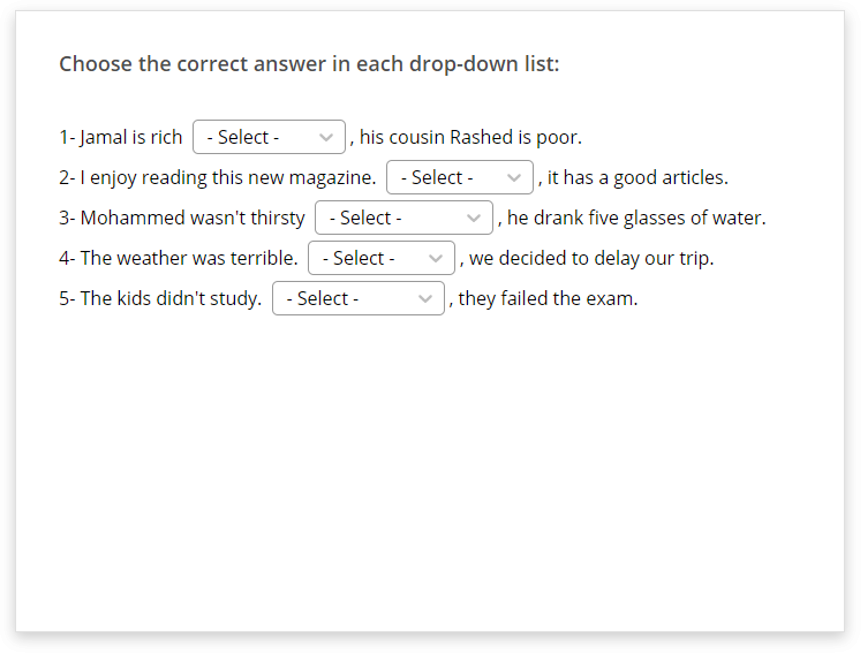 Choose the correct answer in each drop-down list:
1- Jamal is rich - Select - , his cousin Rashed is poor.
2- I enjoy reading this new magazine. - Select - , it has a good articles.
3- Mohammed wasn't thirsty - Select - , he drank five glasses of water.
4- The weather was terrible. - Select - , we decided to delay our trip.
5- The kids didn't study. - Select - , they failed the exam.